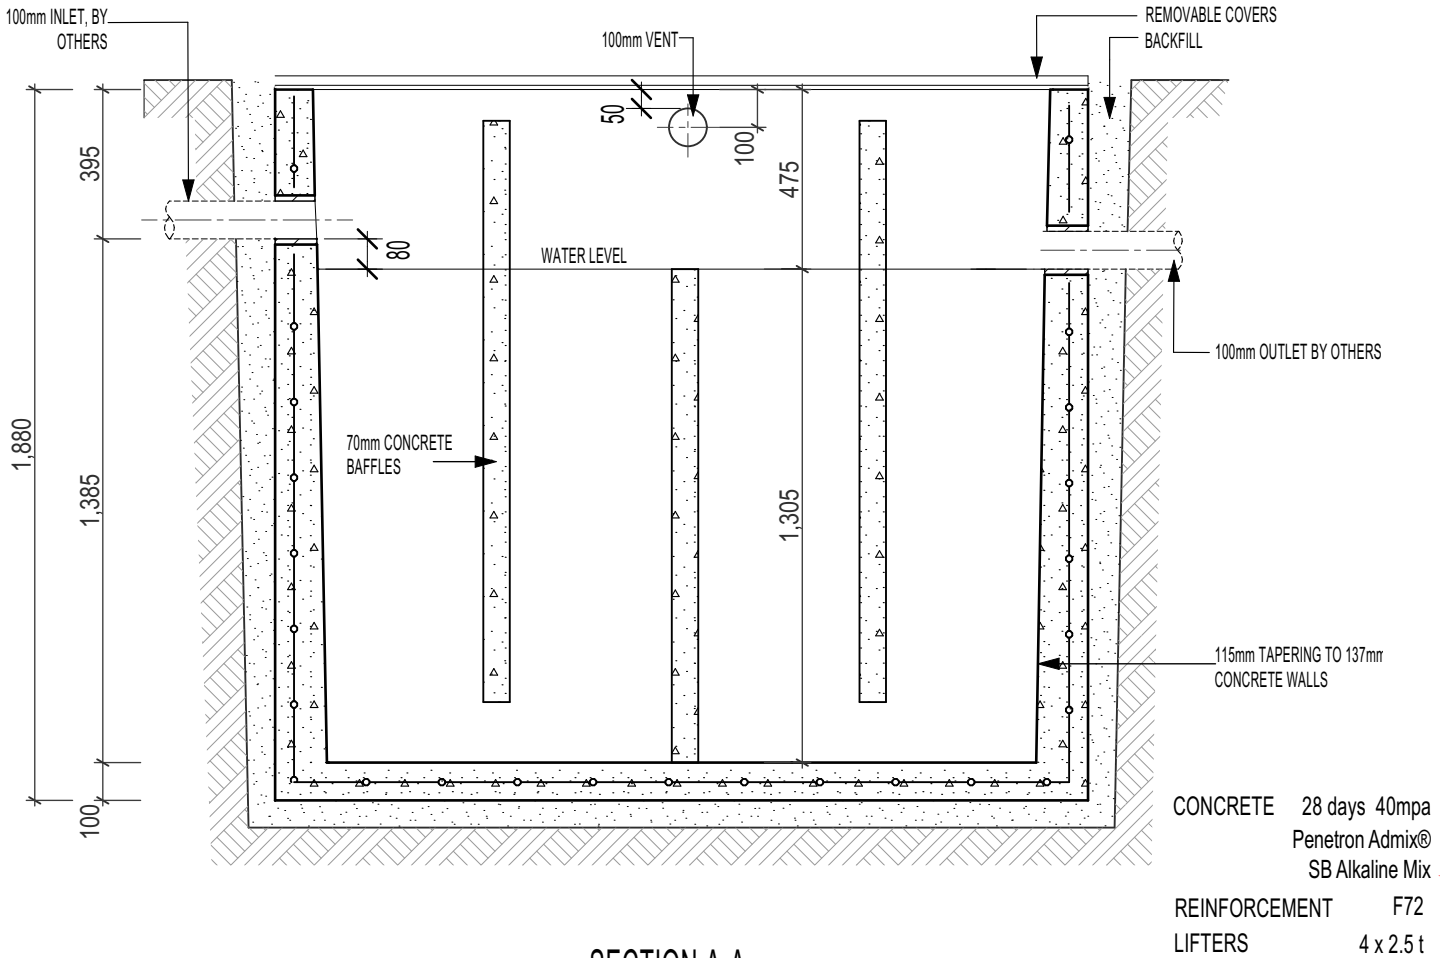 100mm INLET, BY
OTHERS
100mm VENT
REMOVABLE COVERS
BACKFILL
50
100
395
475
80
WATER LEVEL
100mm OUTLET BY OTHERS
70mm CONCRETE
BAFFLES
1,880
1,385
1,305
115mm TAPERING TO 137mm
CONCRETE WALLS
100
CONCRETE 28 days 40mpa
Penetron Admix®
SB Alkaline Mix
REINFORCEMENT F72
LIFTERS 4 x 2.5 t
SECTION A-A